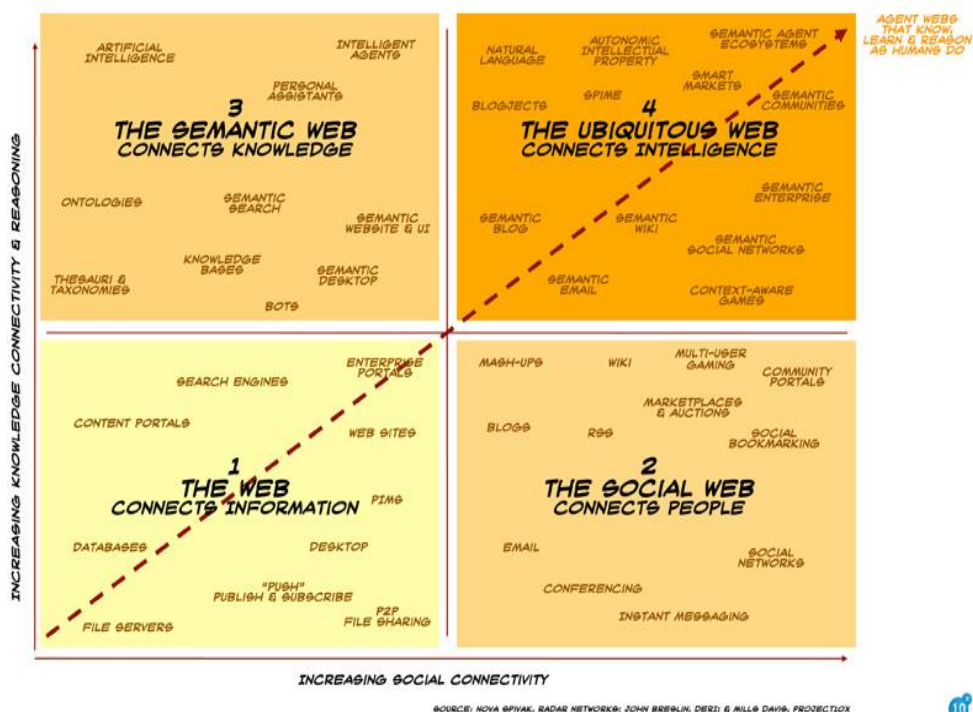 AGENT WEBS
THAT KNOW,
LEARN & REASON
AS HUMANS DO
INCREASING KNOWLEDGE CONNECTIVITY & REASONING
ARTIFICIAL
INTELLIGENCE
INTELLIGENT
AGENTS
PERSONAL
ASSISTANTS
3
THE SEMANTIC WEB
CONNECTS KNOWLEDGE
ONTOLOGIES
SEMANTIC
SEARCH
SEMANTIC
WEBSITE & UI
THESAURI &
TAXONOMIES
KNOWLEDGE
BASES
SEMANTIC
DESKTOP
BOTS
NATURAL
LANGUAGE
AUTONOMIC
INTELLECTUAL
PROPERTY
SEMANTIC AGENT
ECOSYSTEMS
SMART
MARKETS
BLOGJECTS
SPIME
SEMANTIC
COMMUNITIES
4
THE UBIQUITOUS WEB
CONNECTS INTELLIGENCE
SEMANTIC
ENTERPRISE
SEMANTIC
BLOG
SEMANTIC
WIKI
SEMANTIC
SOCIAL NETWORKS
SEMANTIC
EMAIL
CONTEXT-AWARE
GAMES
ENTERPRISE
PORTALS
SEARCH ENGINES
CONTENT PORTALS
WEB SITES
1
THE WEB
CONNECTS INFORMATION
PIMS
DATABASES
DESKTOP
"PUSH"
PUBLISH & SUBSCRIBE
P2P
FILE SHARING
FILE SERVERS
MASH-UPS
WIKI
MULTI-USER
GAMING
COMMUNITY
PORTALS
MARKETPLACES
& AUCTIONS
BLOGS
RSS
SOCIAL
BOOKMARKING
2
THE SOCIAL WEB
CONNECTS PEOPLE
EMAIL
SOCIAL
NETWORKS
CONFERENCING
INSTANT MESSAGING
INCREASING SOCIAL CONNECTIVITY
SOURCE: NOVA SPIVAK, RADAR NETWORKS; JOHN BRESLIN, DERI; & MILLS DAVIS, PROJECT10X
10